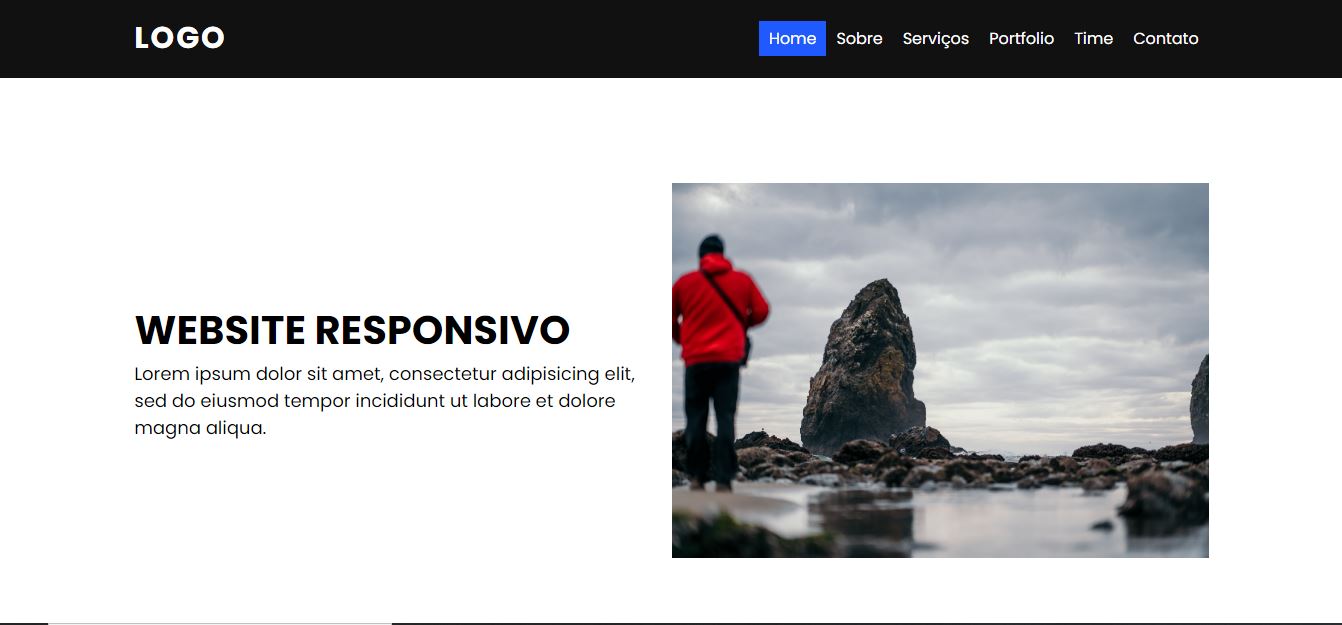 LOGO
Home Sobre Serviços Portfolio Time Contato
WEBSITE RESPONSIVO
Lorem ipsum dolor sit amet, consectetur adipisicing elit,
sed do eiusmod tempor incididunt ut labore et dolore
magna aliqua.